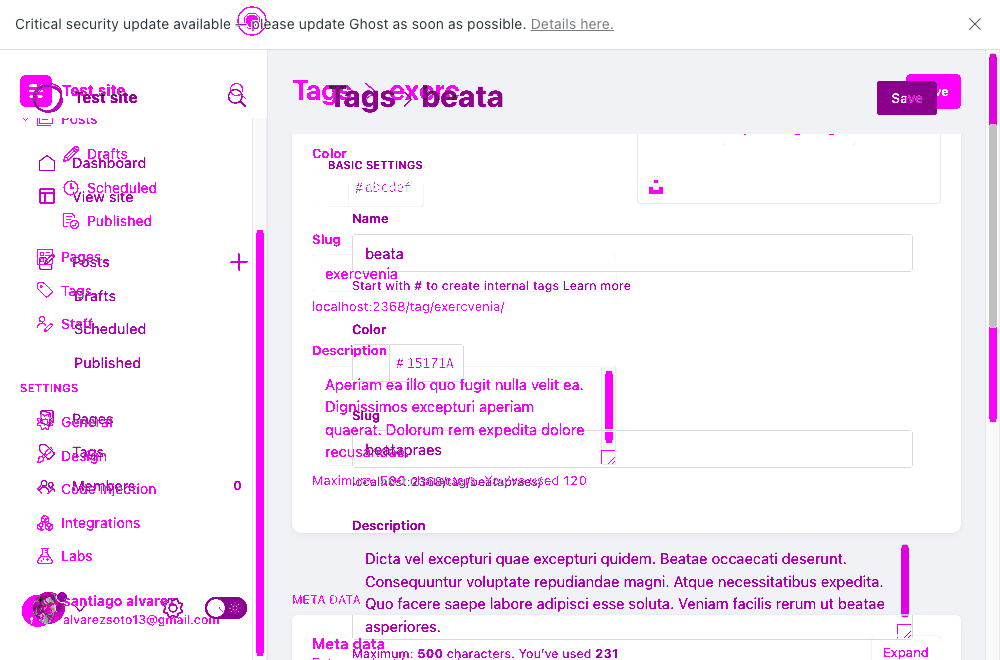 Critical security update available — please update Ghost as soon as possible. Details here.
Test site
Test site
Tags > exerc
Tags > beata
Save
Posts
Drafts
Dashboard
Scheduled
View site
Published
Pages
Posts
Tags
Drafts
Staff
Scheduled
Published
SETTINGS
Pages
General
Tags
Design
Members 0
Code injection
Integrations
Labs
santiago alvarez
alvarezsoto13@gmail.com
Color
BASIC SETTINGS
#abcdef
Name
beata
Slug
exercvenia
Start with # to create internal tags Learn more
localhost:2368/tag/exercvenia/
Color
Description
# 15171A
Aperiam ea illo quo fugit nulla velit ea.
Dignissimos excepturi aperiam
Slug
quaerat. Dolorum rem expedita dolore
recusandae.
beatapraes
Maximum: 500 characters. You've used 120
localhost:2368/tag/beatapraes/
Description
Dicta vel excepturi quae excepturi quidem. Beatae occaecati deserunt.
Consequuntur voluptate repudiandae magni. Atque necessitatibus expedita.
Quo facere saepe labore adipisci esse soluta. Veniam facilis rerum ut beatae
asperiores.
META DATA
Meta data
Maximum: 500 characters. You've used 231
Expand